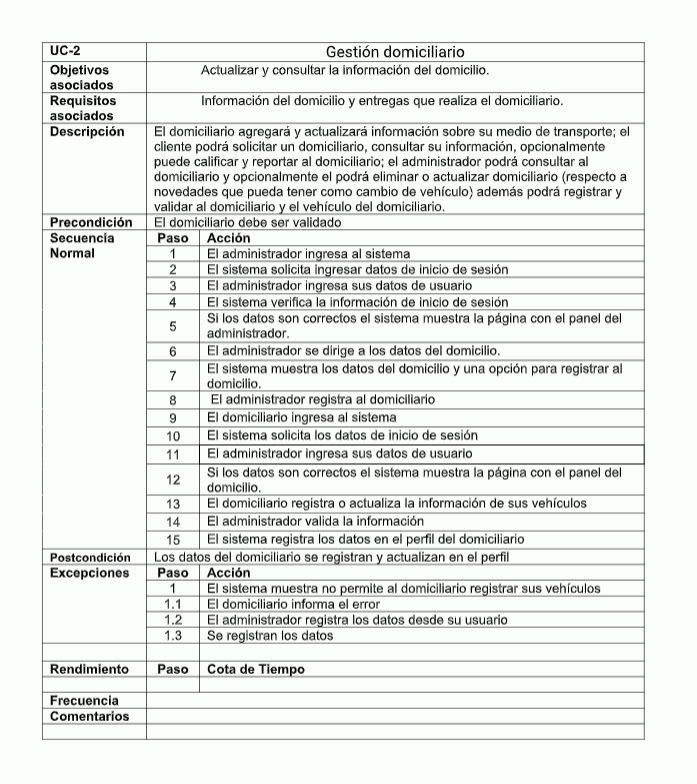 UC-2 Gestión domiciliario
Objetivos asociados Actualizar y consultar la información del domicilio.
Requisitos asociados Información del domicilio y entregas que realiza el domiciliario.
Descripción El domiciliario agregará y actualizará información sobre su medio de transporte; el
cliente podrá solicitar un domiciliario, consultar su información, opcionalmente
puede calificar y reportar al domiciliario; el administrador podrá consultar al
domiciliario y opcionalmente el podrá eliminar o actualizar domiciliario (respecto a
novedades que pueda tener como cambio de vehículo) además podrá registrar y
validar al domiciliario y el vehículo del domiciliario.
Precondición El domiciliario debe ser validado
Secuencia Normal Paso Acción
1 El administrador ingresa al sistema
2 El sistema solicita ingresar datos de inicio de sesión
3 El administrador ingresa sus datos de usuario
4 El sistema verifica la información de inicio de sesión
5 Si los datos son correctos el sistema muestra la página con el panel del
administrador.
6 El administrador se dirige a los datos del domicilio.
7 El sistema muestra los datos del domicilio y una opción para registrar al
domicilio.
8 El administrador registra al domiciliario
9 El domiciliario ingresa al sistema
10 El sistema solicita los datos de inicio de sesión
11 El administrador ingresa sus datos de usuario
12 Si los datos son correctos el sistema muestra la página con el panel del
domicilio.
13 El domiciliario registra o actualiza la información de sus vehículos
14 El administrador valida la información
15 El sistema registra los datos en el perfil del domiciliario
Postcondición Los datos del domiciliario se registran y actualizan en el perfil
Excepciones Paso Acción
1 El sistema muestra no permite al domiciliario registrar sus vehículos
1.1 El domiciliario informa el error
1.2 El administrador registra los datos desde su usuario
1.3 Se registran los datos
Rendimiento Paso Cota de Tiempo
Frecuencia
Comentarios